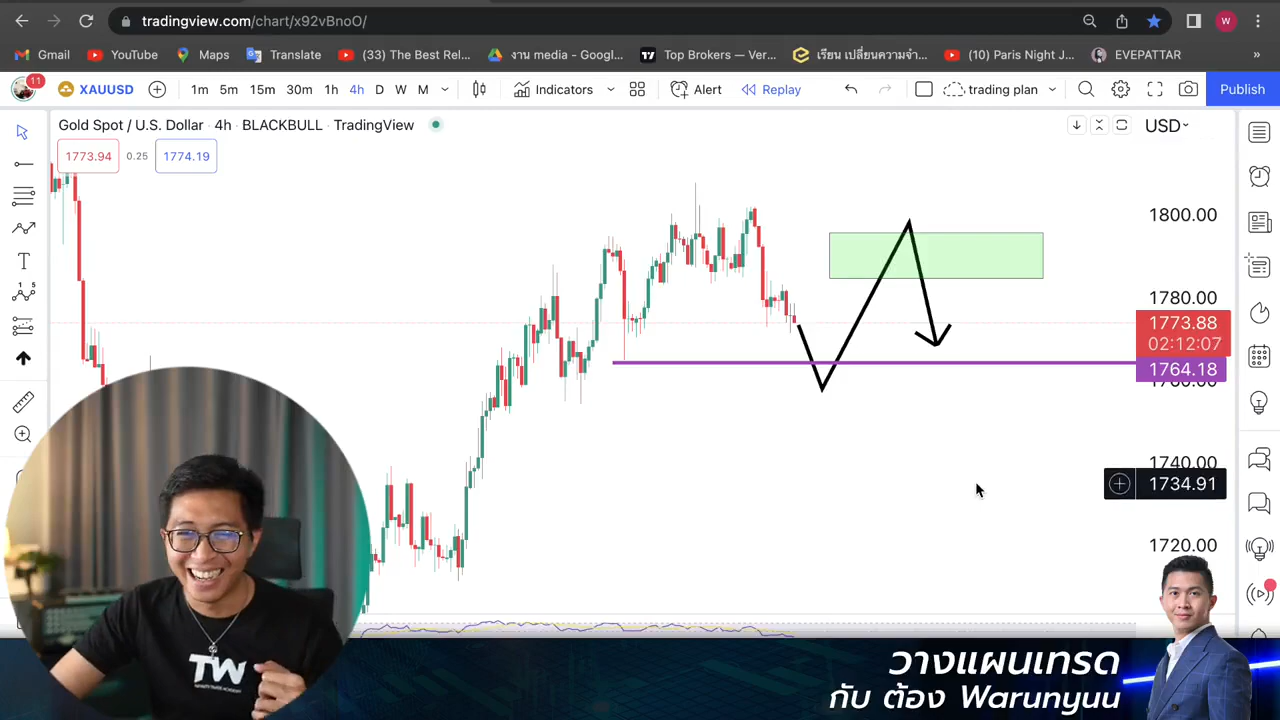 tradingview.com/chart/x92vBnoO/
W
Gmail
YouTube
Maps
Translate
(33) The Best Rel...
งาน media - Googl...
Top Brokers — Ver...
เรียน เปลี่ยนความจำ...
(10) Paris Night J...
EVEPATTAR
»
11
XAUUSD
1m 5m 15m 30m 1h 4h D W M
Indicators
Alert
Replay
trading plan
Publish
Gold Spot / U.S. Dollar · 4h · BLACKBULL · TradingView
USD
1773.94
0.25
1774.19
1800.00
1780.00
1773.88
02:12:07
1764.18
1760.00
1740.00
1734.91
1720.00
T
TW
วางแผนเทรด
กับ ต้อง Warunyuu